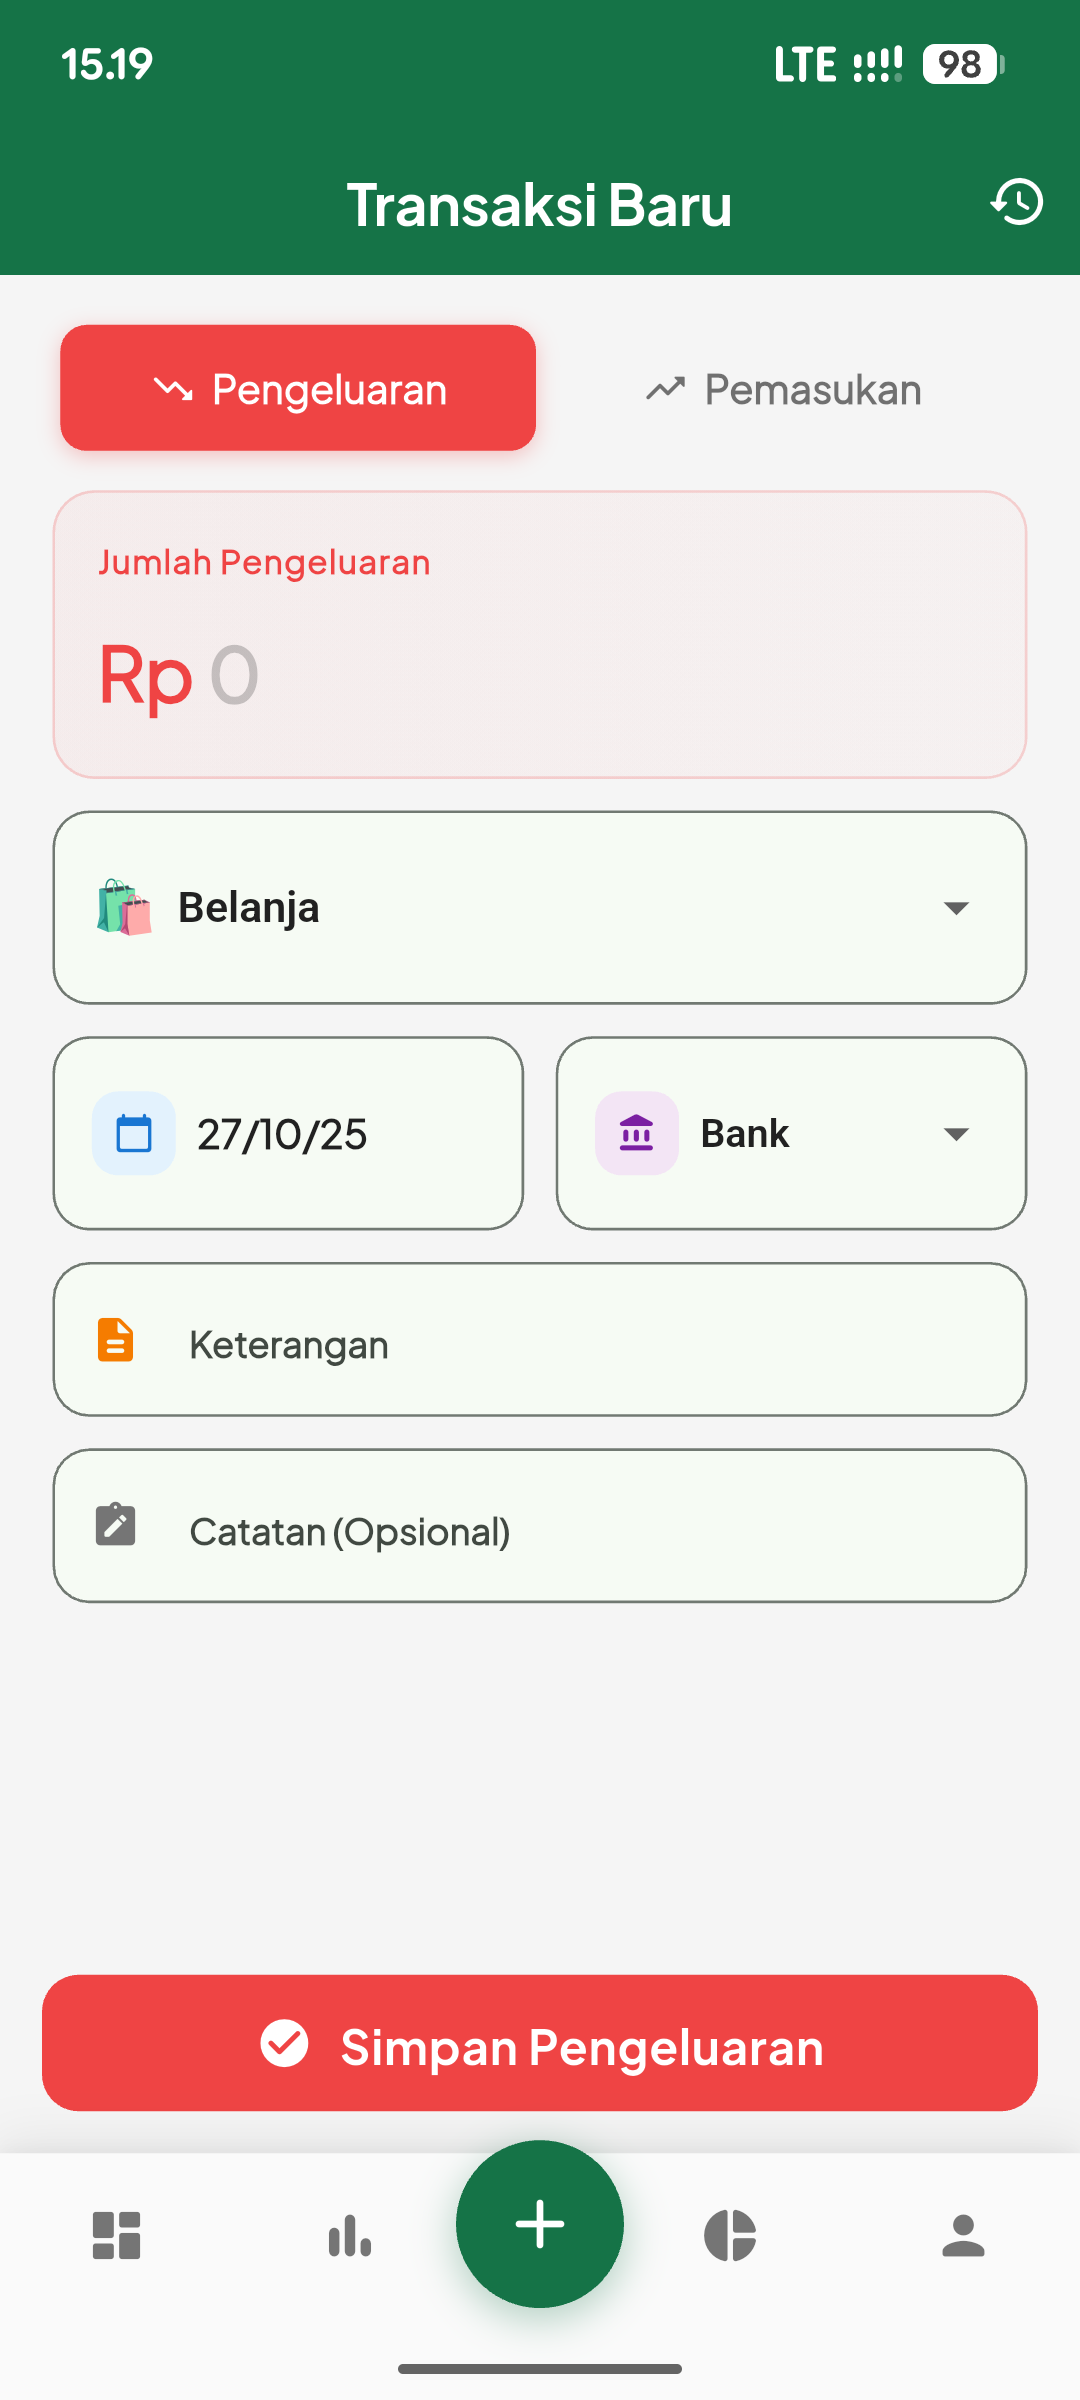 15.19
LTE 98
Transaksi Baru
Pengeluaran
Pemasukan
Jumlah Pengeluaran
Rp 0
Belanja
27/10/25
Bank
Keterangan
Catatan (Opsional)
Simpan Pengeluaran